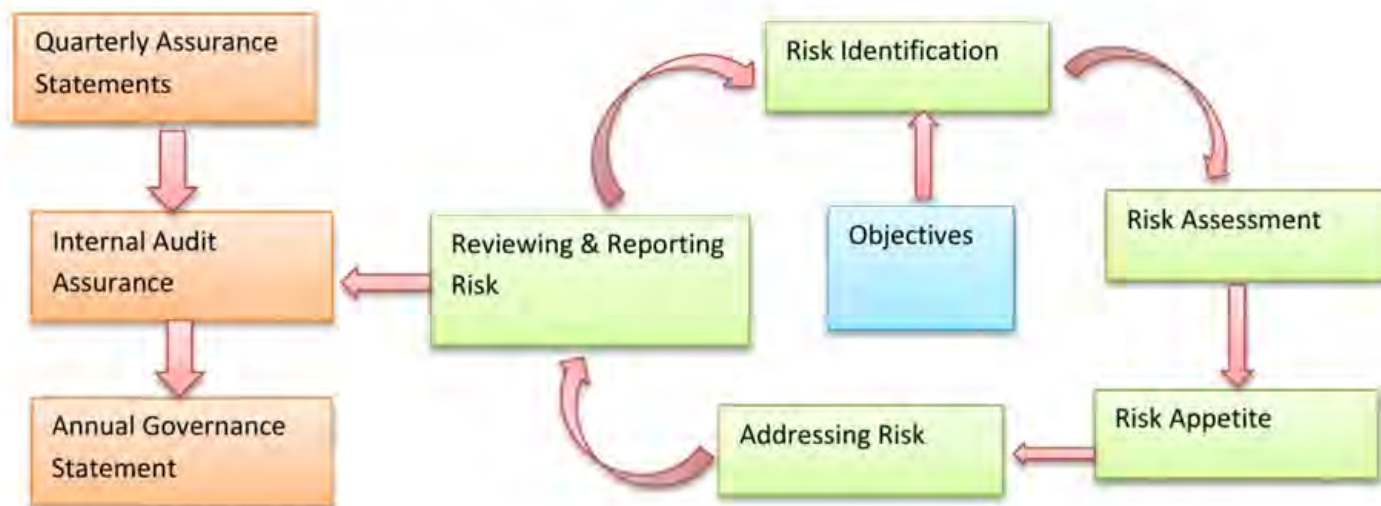 Quarterly Assurance
Statements
Internal Audit
Assurance
Annual Governance
Statement
Risk Identification
Objectives
Reviewing & Reporting
Risk
Risk Assessment
Risk Appetite
Addressing Risk